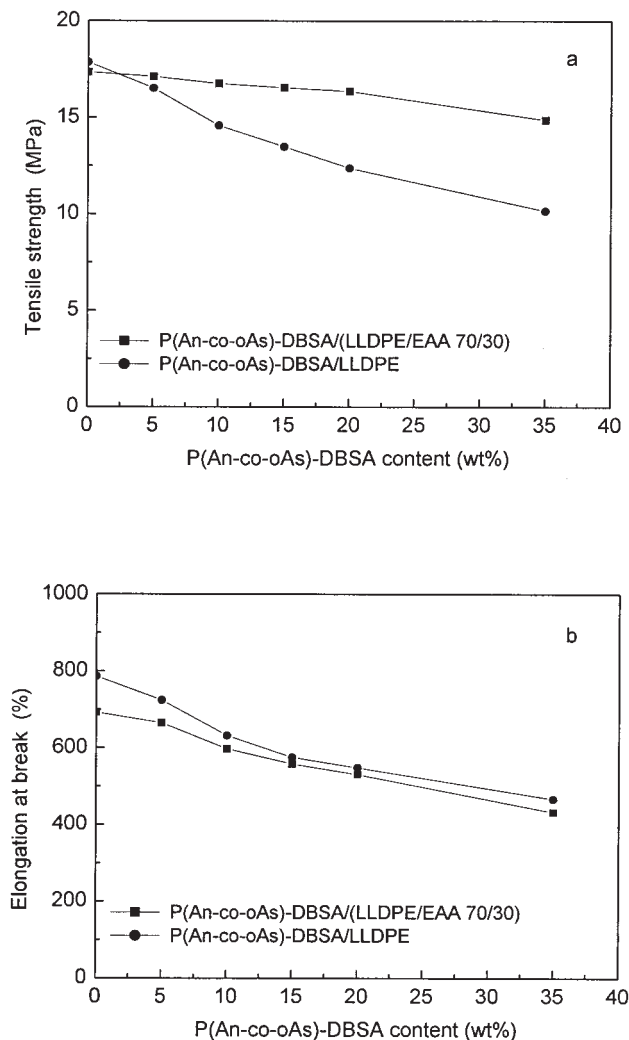 20
15
10
5
0
Tensile strength (MPa)
a
P(An-co-oAs)-DBSA/(LLDPE/EAA 70/30)
P(An-co-oAs)-DBSA/LLDPE
0 5 10 15 20 25 30 35 40
P(An-co-oAs)-DBSA content (wt%)
1000
800
600
400
200
0
Elongation at break (%)
b
P(An-co-oAs)-DBSA/(LLDPE/EAA 70/30)
P(An-co-oAs)-DBSA/LLDPE
0 5 10 15 20 25 30 35 40
P(An-co-oAs)-DBSA content (wt%)